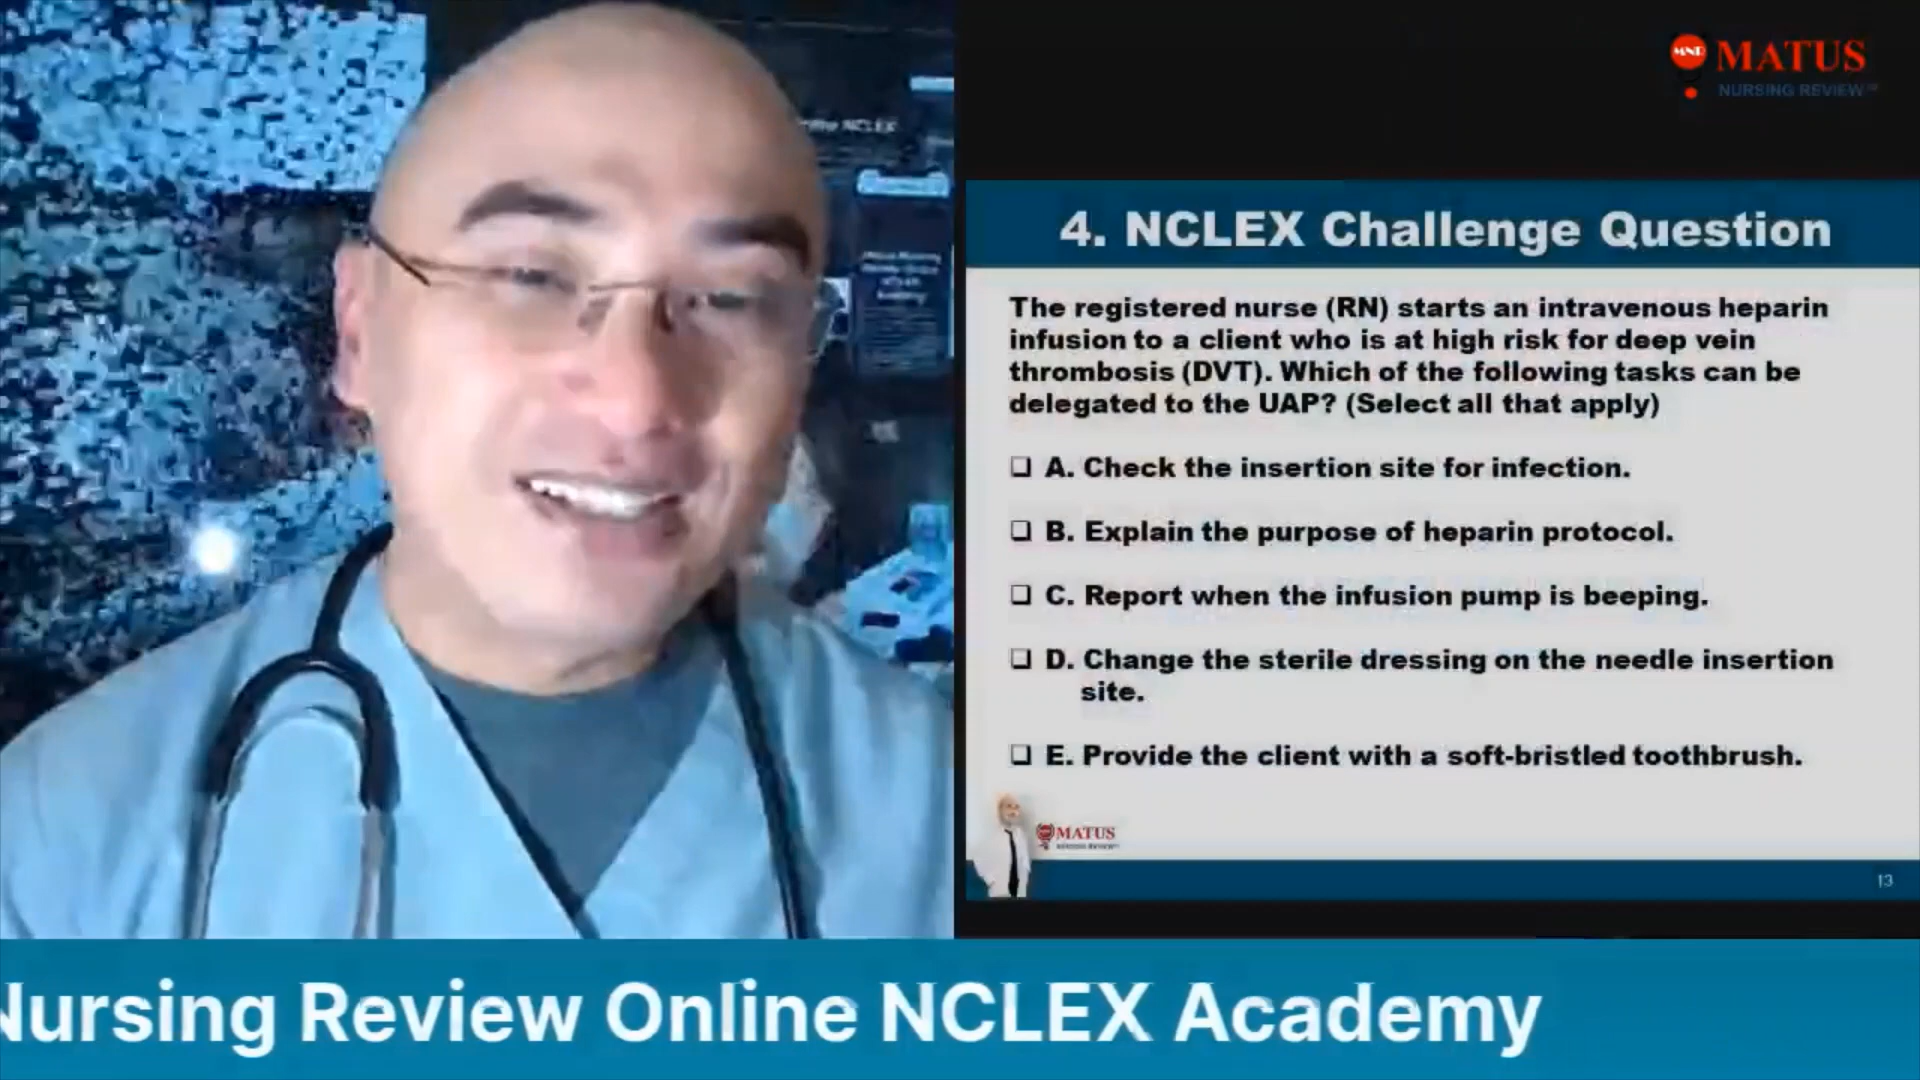 MNR MATUS
NURSING REVIEW
4. NCLEX Challenge Question
The registered nurse (RN) starts an intravenous heparin
infusion to a client who is at high risk for deep vein
thrombosis (DVT). Which of the following tasks can be
delegated to the UAP? (Select all that apply)
A. Check the insertion site for infection.
B. Explain the purpose of heparin protocol.
C. Report when the infusion pump is beeping.
D. Change the sterile dressing on the needle insertion
site.
E. Provide the client with a soft-bristled toothbrush.
MATUS
13
Nursing Review Online NCLEX Academy